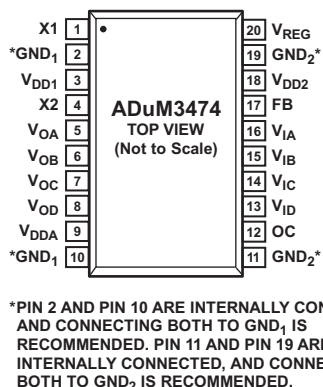 X1 1 20 VREG
*GND1 2 19 GND2*
VDD1 3 18 VDD2
X2 4 ADuM3474 17 FB
TOP VIEW
(Not to Scale)
VOA 5 16 VIA
VOB 6 15 VIB
VOC 7 14 VIC
VOD 8 13 VID
VDDA 9 12 OC
*GND1 10 11 GND2*
*PIN 2 AND PIN 10 ARE INTERNALLY
AND CONNECTING BOTH TO GND1 IS
RECOMMENDED. PIN 11 AND PIN 19 ARE
INTERNALLY CONNECTED, AND
BOTH TO GND2 IS RECOMMENDED.